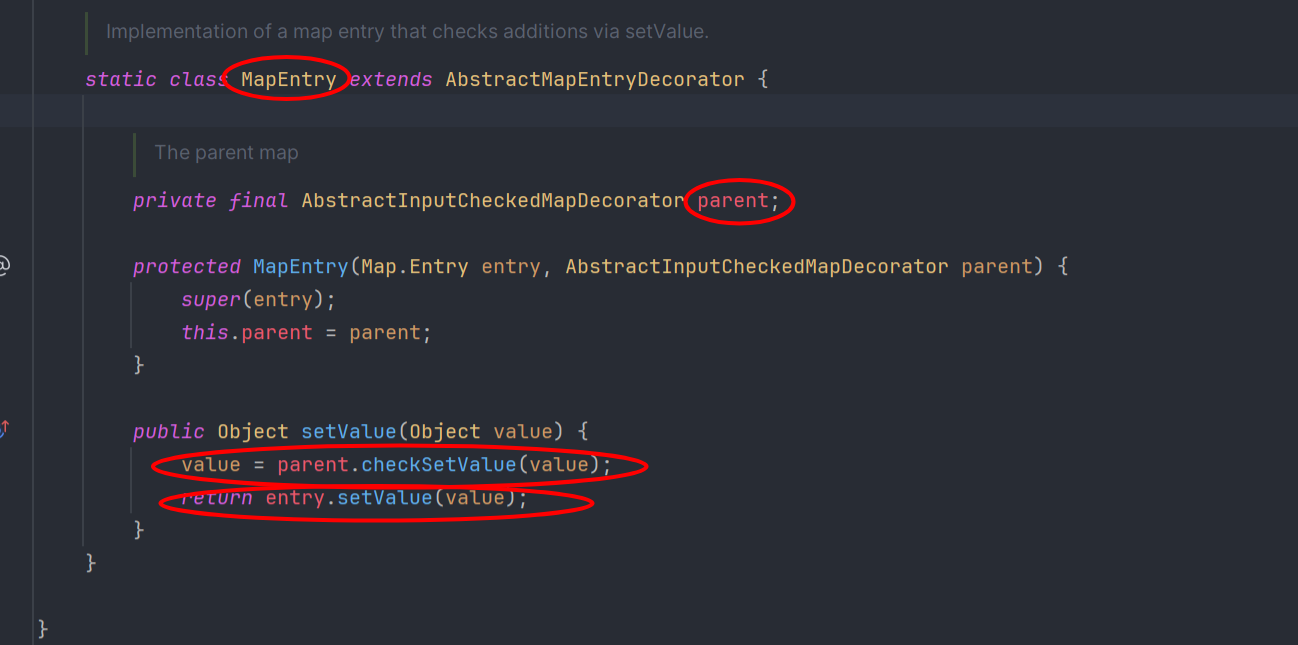 Implementation of a map entry that checks additions via setValue.
static class MapEntry extends AbstractMapEntryDecorator {
The parent map
private final AbstractInputCheckedMapDecorator parent;
@
protected MapEntry(Map.Entry entry, AbstractInputCheckedMapDecorator parent) {
super(entry);
this.parent = parent;
}
public Object setValue(Object value) {
value = parent.checkSetValue(value);
return entry.setValue(value);
}
}
}